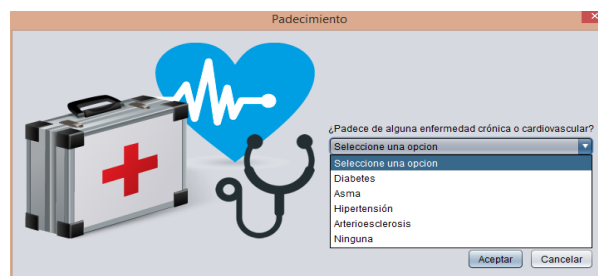 Padecimiento
¿Padece de alguna enfermedad crónica o cardiovascular?
Seleccione una opcion
Seleccione una opcion
Diabetes
Asma
Hipertensión
Arterioesclerosis
Ninguna
Aceptar Cancelar